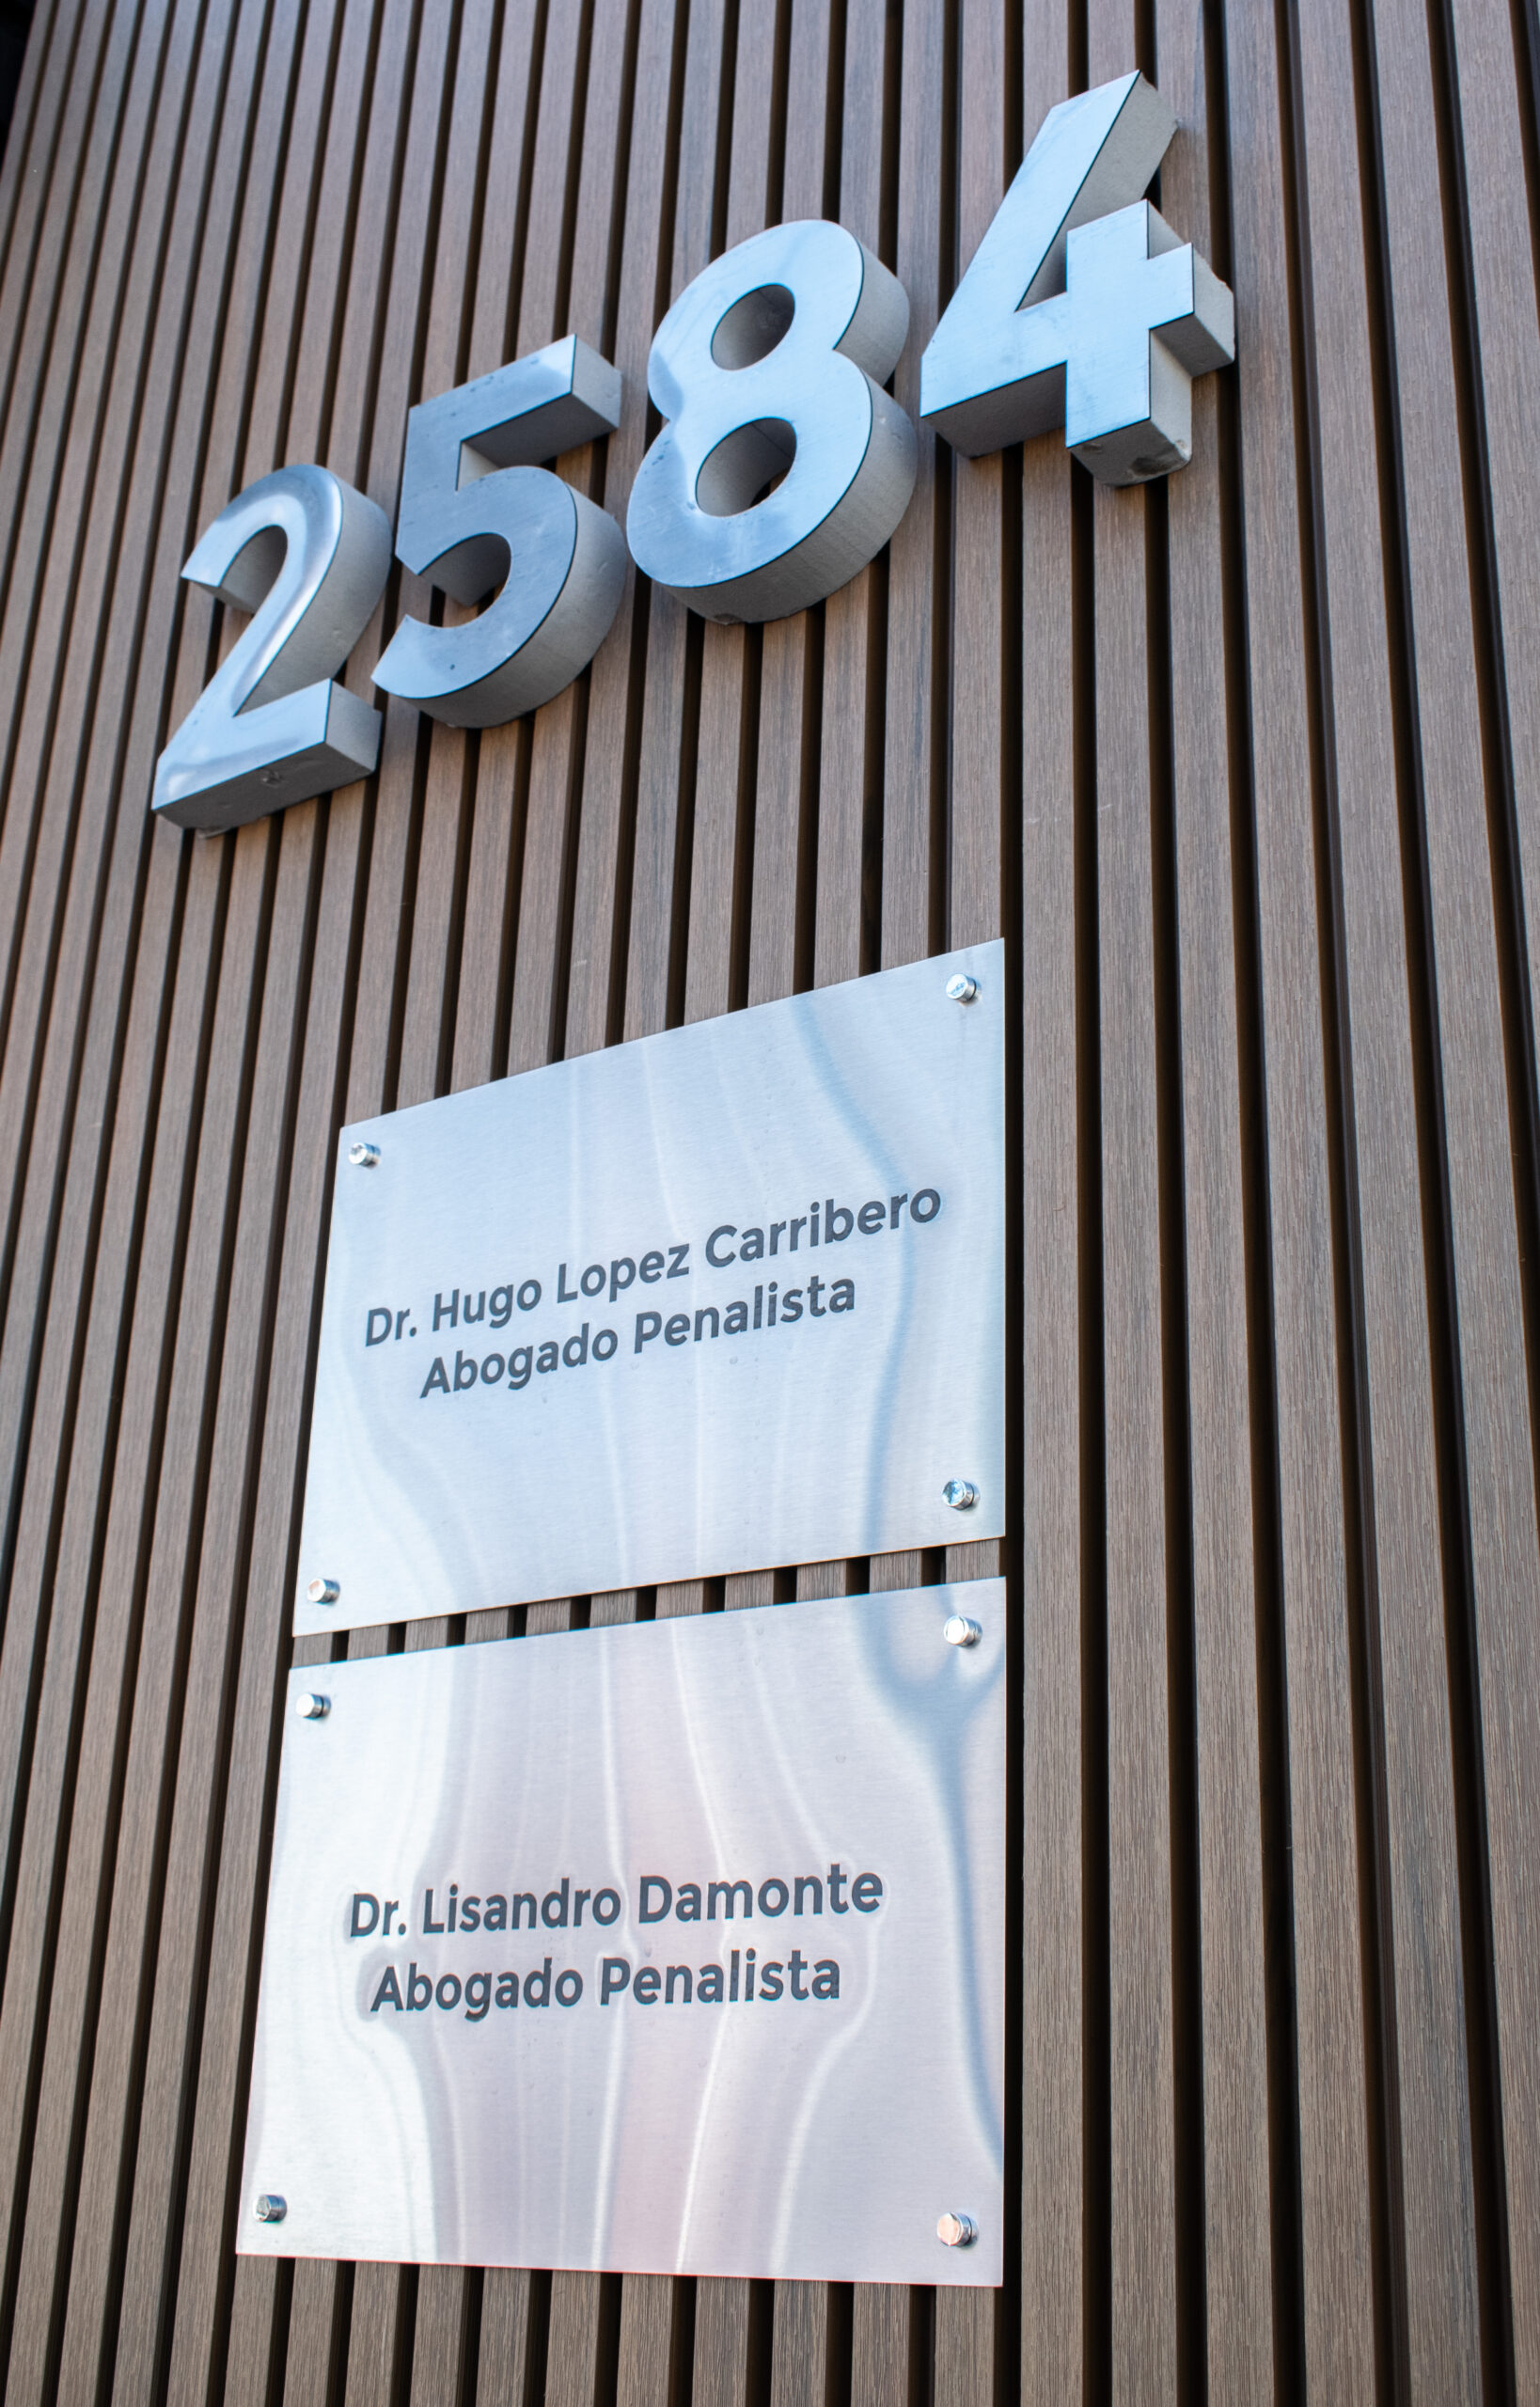 2584
Dr. Hugo Lopez Carribero
Abogado Penalista
Dr. Lisandro Damonte
Abogado Penalista